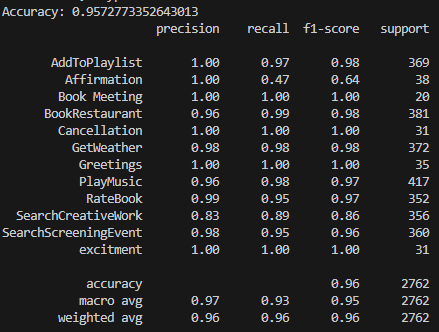 Accuracy: 0.9572773352643013
precision recall f1-score support
AddToPlaylist 1.00 0.97 0.98 369
Affirmation 1.00 0.47 0.64 38
Book Meeting 1.00 1.00 1.00 20
BookRestaurant 0.96 0.99 0.98 381
Cancellation 1.00 1.00 1.00 31
GetWeather 0.98 0.98 0.98 372
Greetings 1.00 1.00 1.00 35
PlayMusic 0.96 0.98 0.97 417
RateBook 0.99 0.95 0.97 352
SearchCreativeWork 0.83 0.89 0.86 356
SearchScreeningEvent 0.98 0.95 0.96 360
excitment 1.00 1.00 1.00 31
accuracy 0.96 2762
macro avg 0.97 0.93 0.95 2762
weighted avg 0.96 0.96 0.96 2762